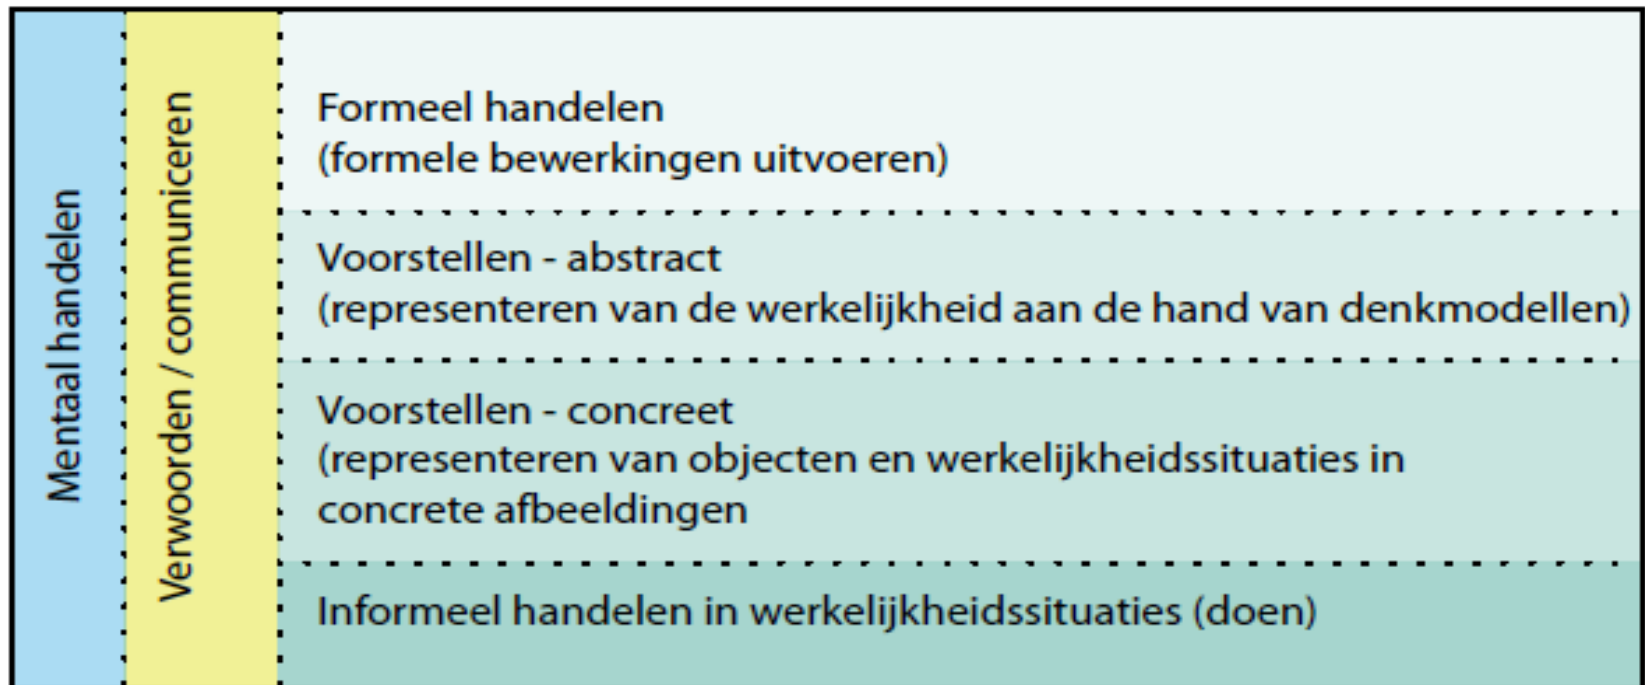 Mentaal handelen
Verwoorden / communiceren
Formeel handelen
(formele bewerkingen uitvoeren)
Voorstellen - abstract
(representeren van de werkelijkheid aan de hand van denkmodellen)
Voorstellen - concreet
(representeren van objecten en werkelijkheidssituaties in
concrete afbeeldingen
Informeel handelen in werkelijkheidssituaties (doen)